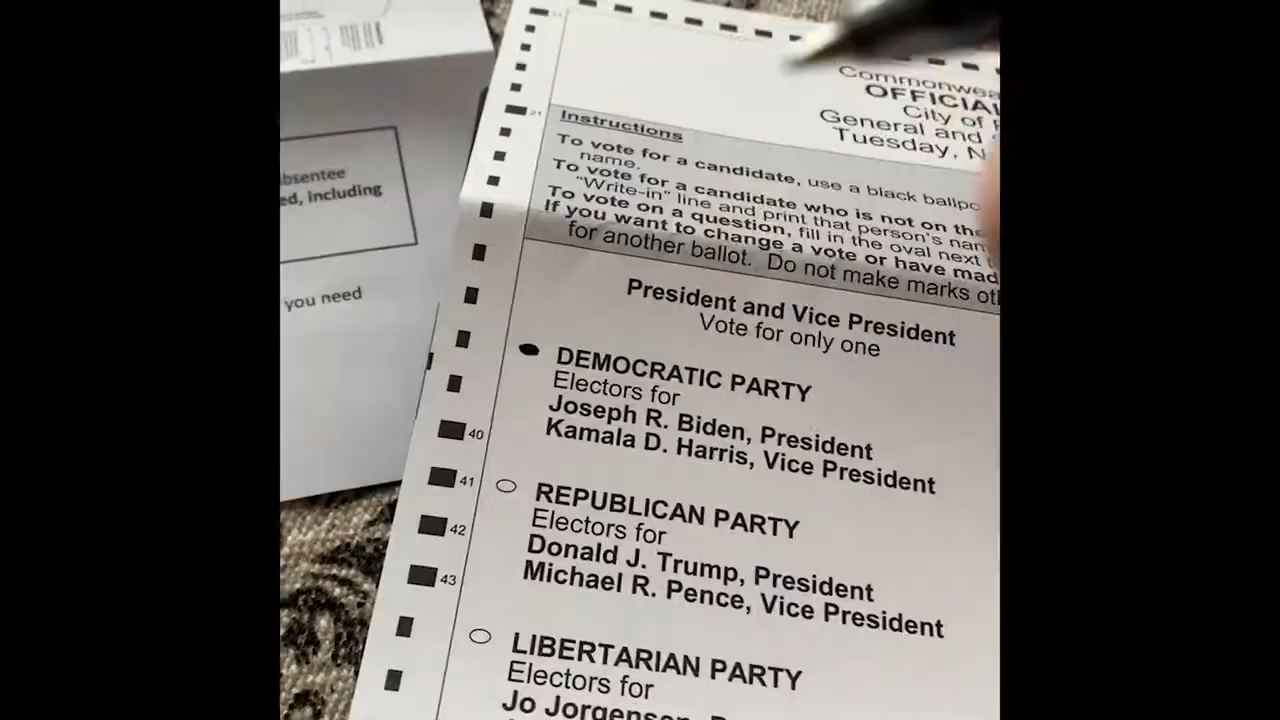 absentee
ed, including
you need
21
Commonwea
OFFICIAL
City of
General and
Tuesday, N
Instructions
To vote for a candidate, use a black ballpo
name.
To vote for a candidate who is not on the
"Write-in" line and print that person's nam
To vote on a question, fill in the oval next t
If you want to change a vote or have mad
for another ballot. Do not make marks ot
President and Vice President
Vote for only one
DEMOCRATIC PARTY
Electors for
Joseph R. Biden, President
Kamala D. Harris, Vice President
40
41
REPUBLICAN PARTY
Electors for
42
Donald J. Trump, President
43
Michael R. Pence, Vice President
LIBERTARIAN PARTY
Electors for
Jo Jorgensen,